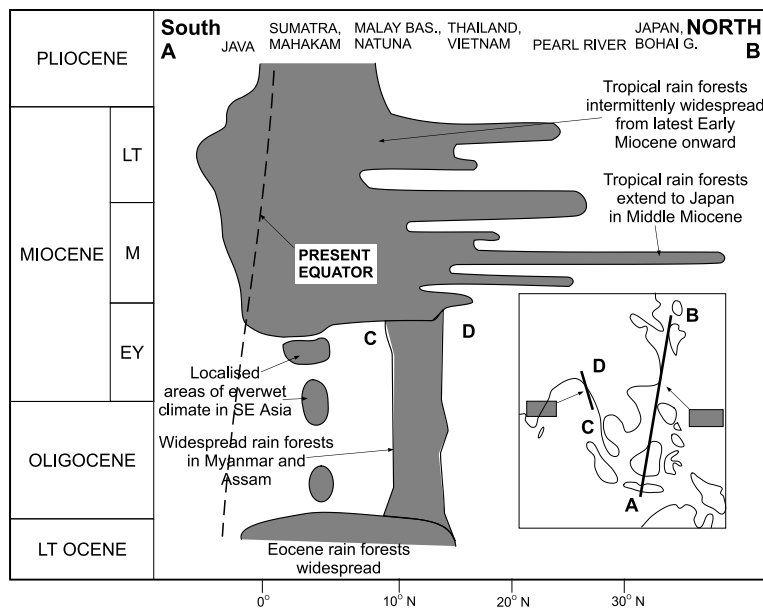 South
A
JAVA
SUMATRA,
MAHAKAM
MALAY BAS.,
NATUNA
THAILAND,
VIETNAM
PEARL RIVER
JAPAN,
BOHAI G.
NORTH
B
PLIOCENE
MIOCENE
LT
M
EY
OLIGOCENE
LT OCENE
Tropical rain forests
intermittenly widespread
from latest Early
Miocene onward
Tropical rain forests
extend to Japan
in Middle Miocene
PRESENT
EQUATOR
C
D
Localised
areas of everwet
climate in SE Asia
Widespread rain forests
in Myanmar and
Assam
Eocene rain forests
widespread
B
D
C
A
0° 
10° N
20° N
30° N